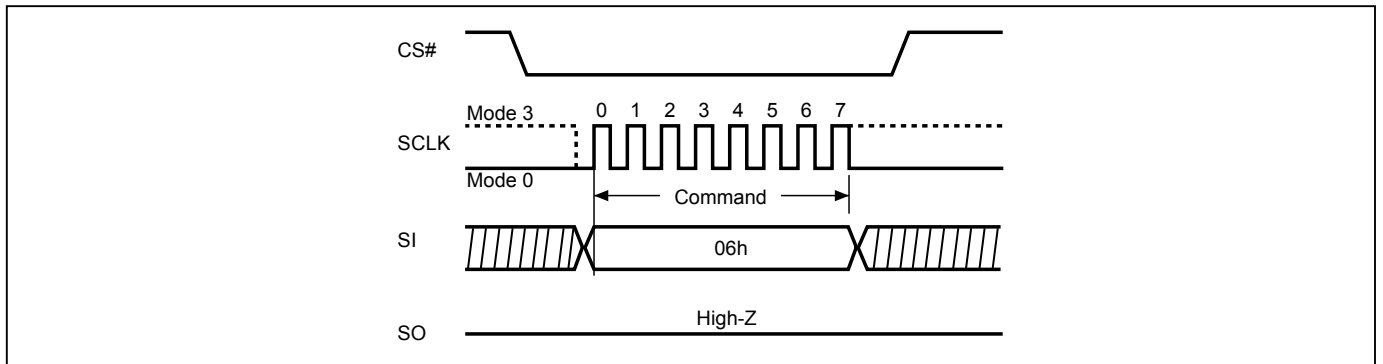 CS#
Mode 3
0 1 2 3 4 5 6 7
SCLK
Mode 0
Command
SI
06h
High-Z
SO